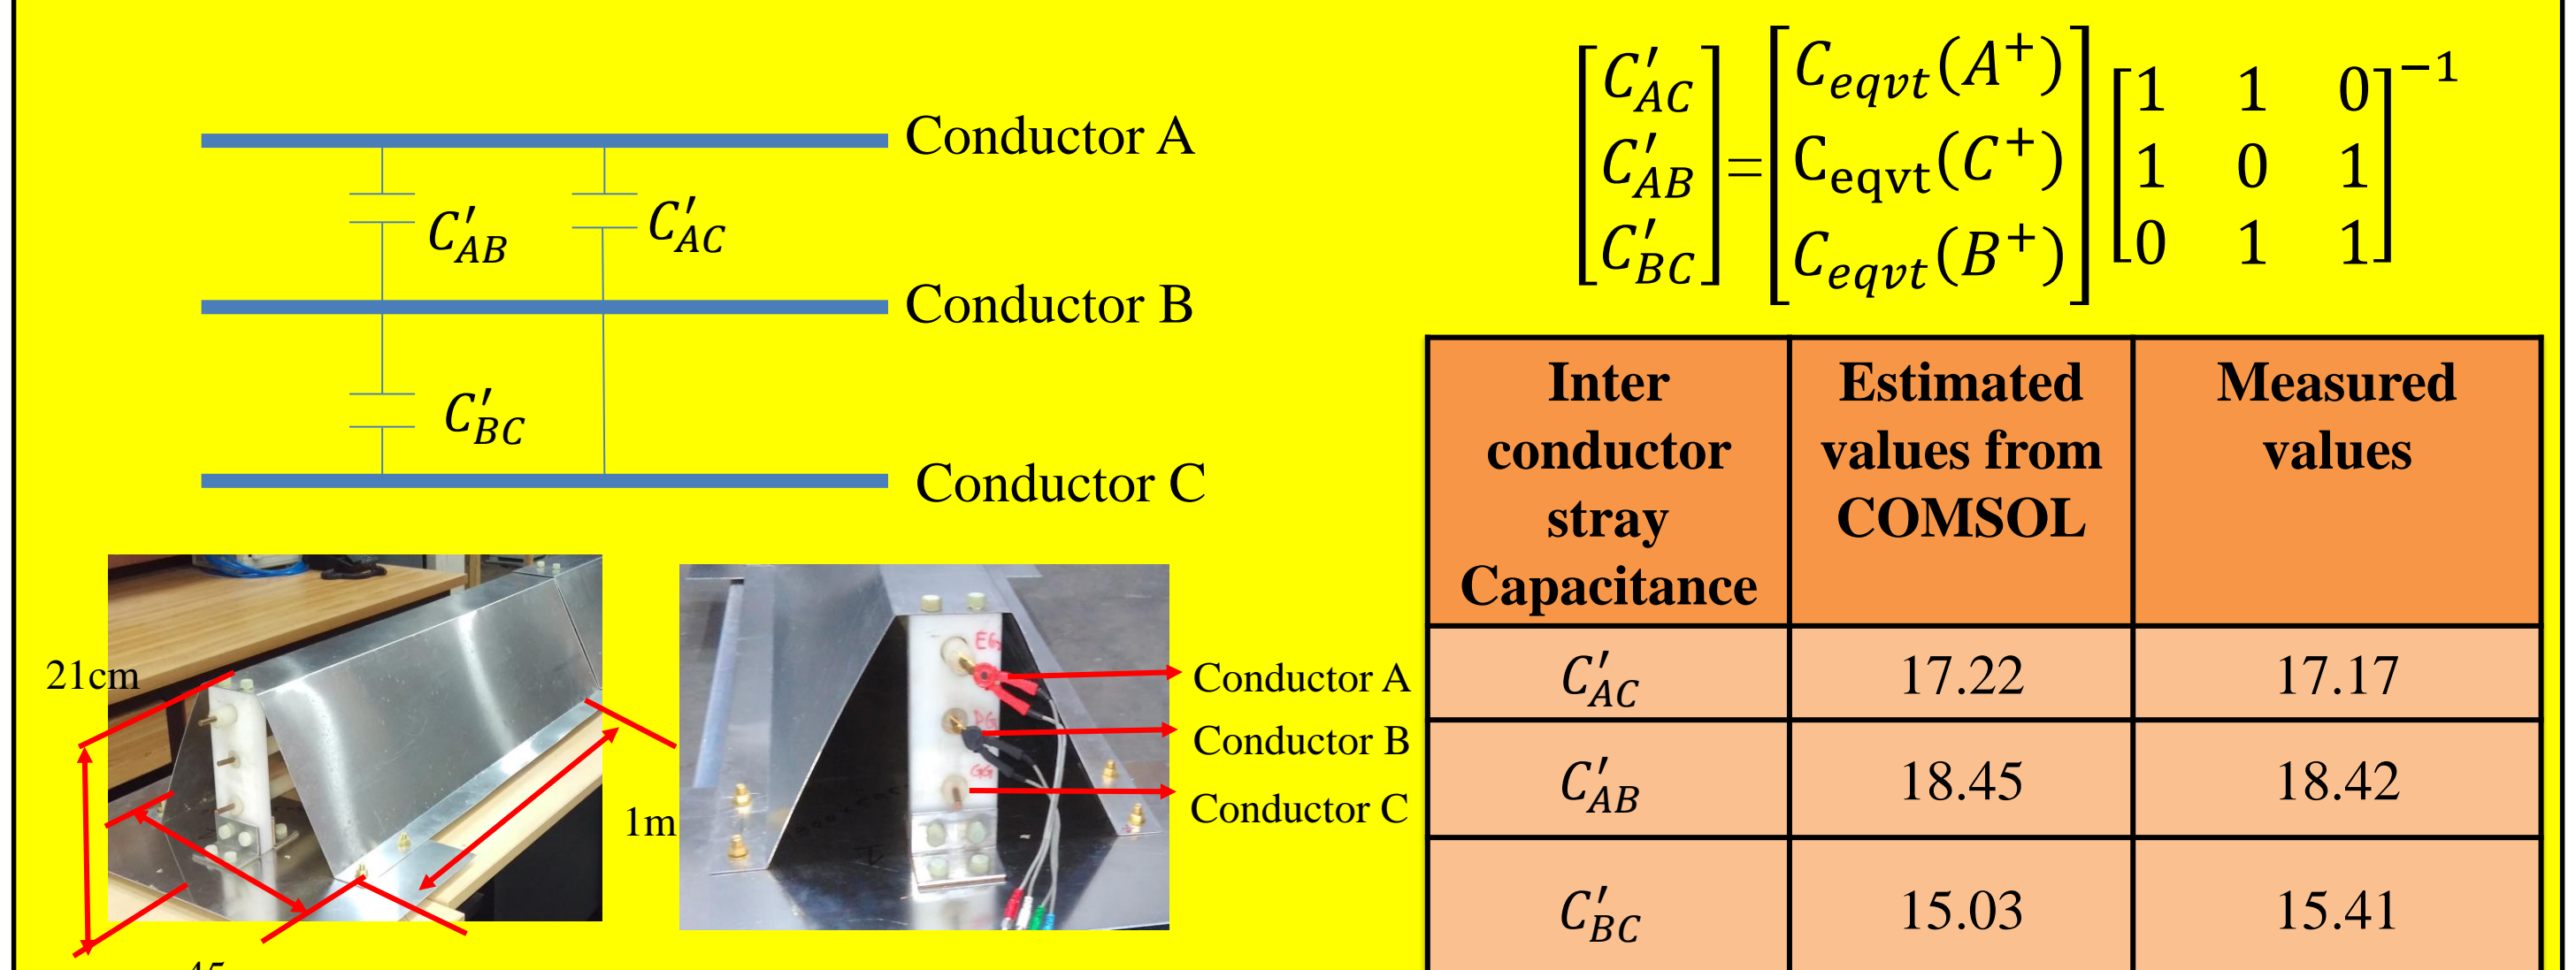 Conductor A
C′AB
C′AC
Conductor B
C′BC
Conductor C
[C′AC C′AB C′BC] = [Ceqvt(A⁺) Ceqvt(C⁺) Ceqvt(B⁺)] [1 1 0 1 0 1 0 1 1]⁻¹
Inter conductor stray Capacitance
Estimated values from COMSOL
Measured values
C′AC 17.22 17.17
C′AB 18.45 18.42
C′BC 15.03 15.41
21cm
1m
Conductor A
Conductor B
Conductor C